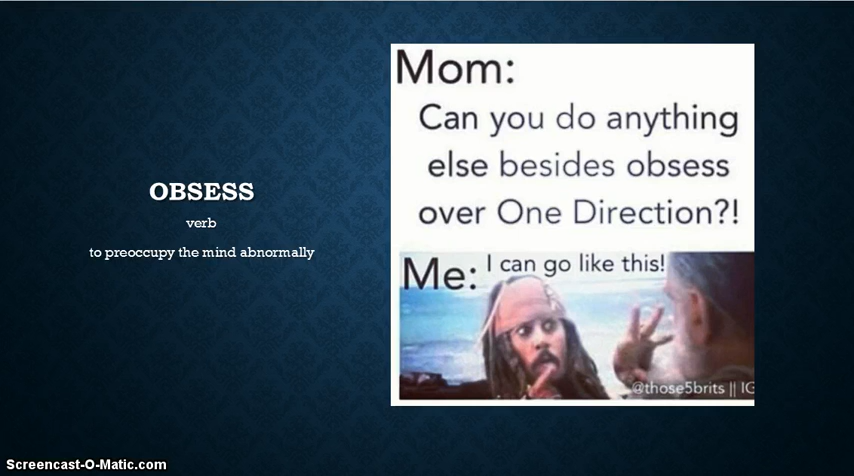 OBSESS
verb
to preoccupy the mind abnormally
Mom:
Can you do anything
else besides obsess
over One Direction?!
Me: I can go like this!
@those5brits || IG
Screencast-O-Matic.com